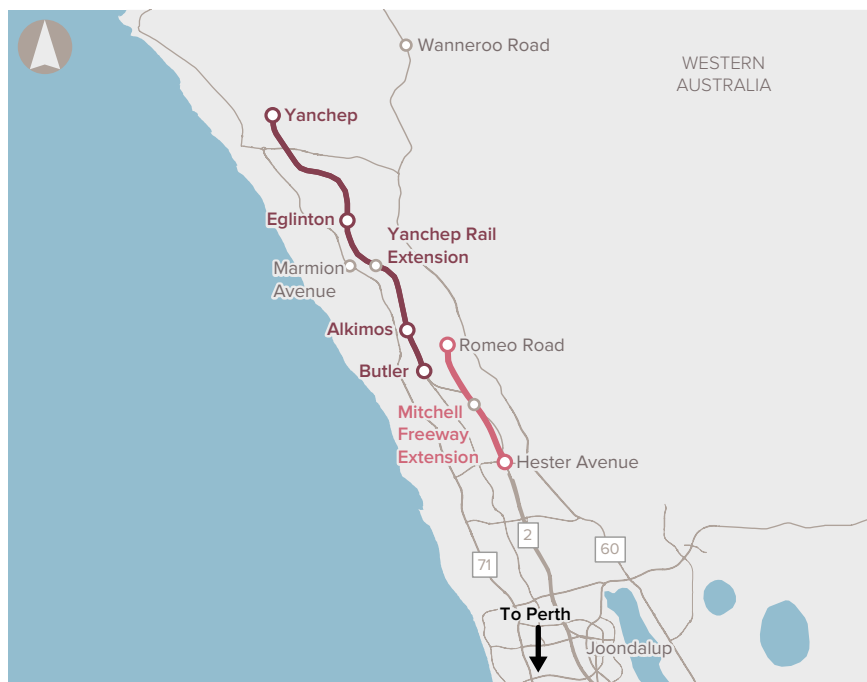 Wanneroo Road
WESTERN
AUSTRALIA
Yanchep
Eglinton
Yanchep Rail
Extension
Marmion
Avenue
Alkimos
Romeo Road
Butler
Mitchell
Freeway
Extension
Hester Avenue
2
60
71
To Perth
Joondalup